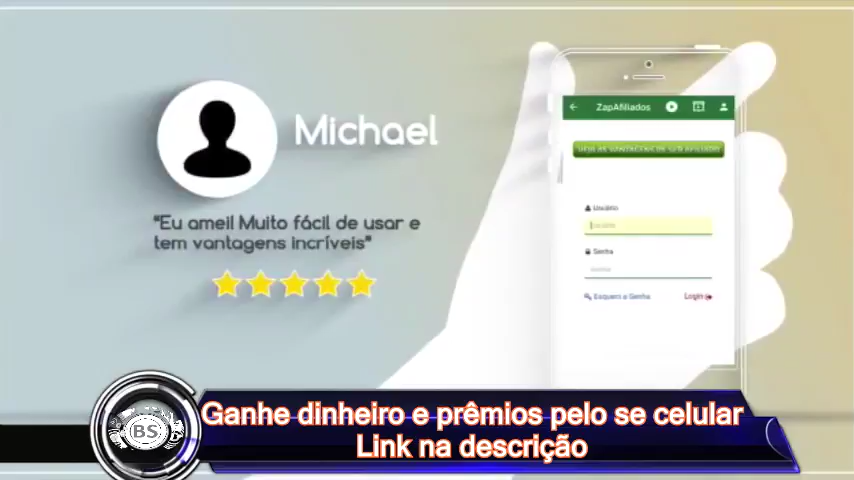 Michael
"Eu amei! Muito fácil de usar e
tem vantagens incríveis"
ZapAfiliados
Usuário
Senha
Esqueci a Senha
Login
BS
Ganhe dinheiro e prêmios pelo se celular
Link na descrição